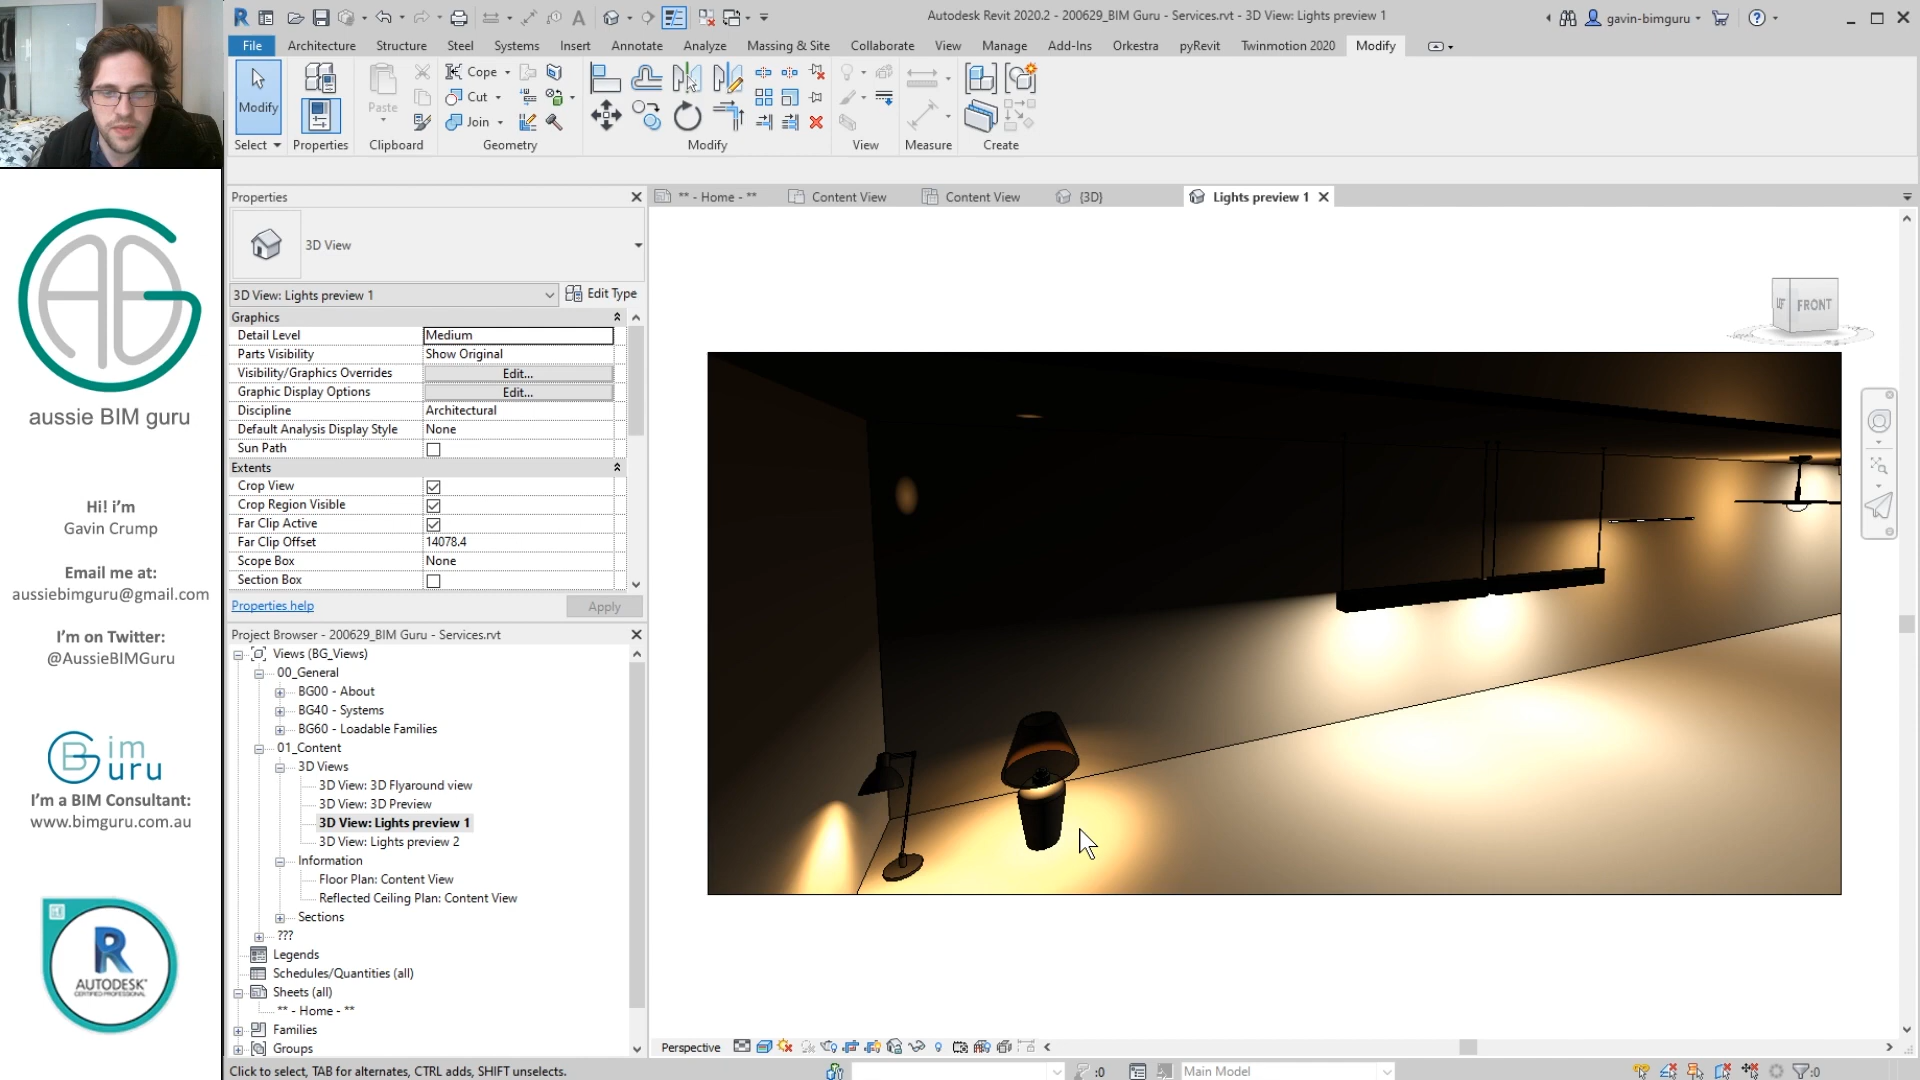 Autodesk Revit 2020.2 - 200629_BIM Guru - Services.rvt - 3D View: Lights preview 1
gavin-bimguru
File
Architecture
Structure
Steel
Systems
Insert
Annotate
Analyze
Massing & Site
Collaborate
View
Manage
Add-Ins
Orkestra
pyRevit
Twinmotion 2020
Modify
Modify
Paste
Cope
Cut
Join
Select
Properties
Clipboard
Geometry
Modify
View
Measure
Create
Properties
** - Home - **
Content View
Content View
{3D}
Lights preview 1
3D View
3D View: Lights preview 1
Edit Type
Graphics
Detail Level Medium
Parts Visibility Show Original
Visibility/Graphics Overrides Edit...
Graphic Display Options Edit...
Discipline Architectural
Default Analysis Display Style None
Sun Path
Extents
Crop View
Crop Region Visible
Far Clip Active
Far Clip Offset 14078.4
Scope Box None
Section Box
Properties help
Apply
Project Browser - 200629_BIM Guru - Services.rvt
Views (BG_Views)
00_General
BG00 - About
BG40 - Systems
BG60 - Loadable Families
01_Content
3D Views
3D View: 3D Flyaround view
3D View: 3D Preview
3D View: Lights preview 1
3D View: Lights preview 2
Information
Floor Plan: Content View
Reflected Ceiling Plan: Content View
Sections
???
Legends
Schedules/Quantities (all)
Sheets (all)
** - Home - **
Families
Groups
FRONT
Perspective
Click to select, TAB for alternates, CTRL adds, SHIFT unselects.
:0
Main Model
:0
aussie BIM guru
Hi! i'm
Gavin Crump
Email me at:
aussiebimguru@gmail.com
I'm on Twitter:
@AussieBIMGuru
Bim
Guru
I'm a BIM Consultant:
www.bimguru.com.au
R
AUTODESK
CERTIFIED PROFESSIONAL